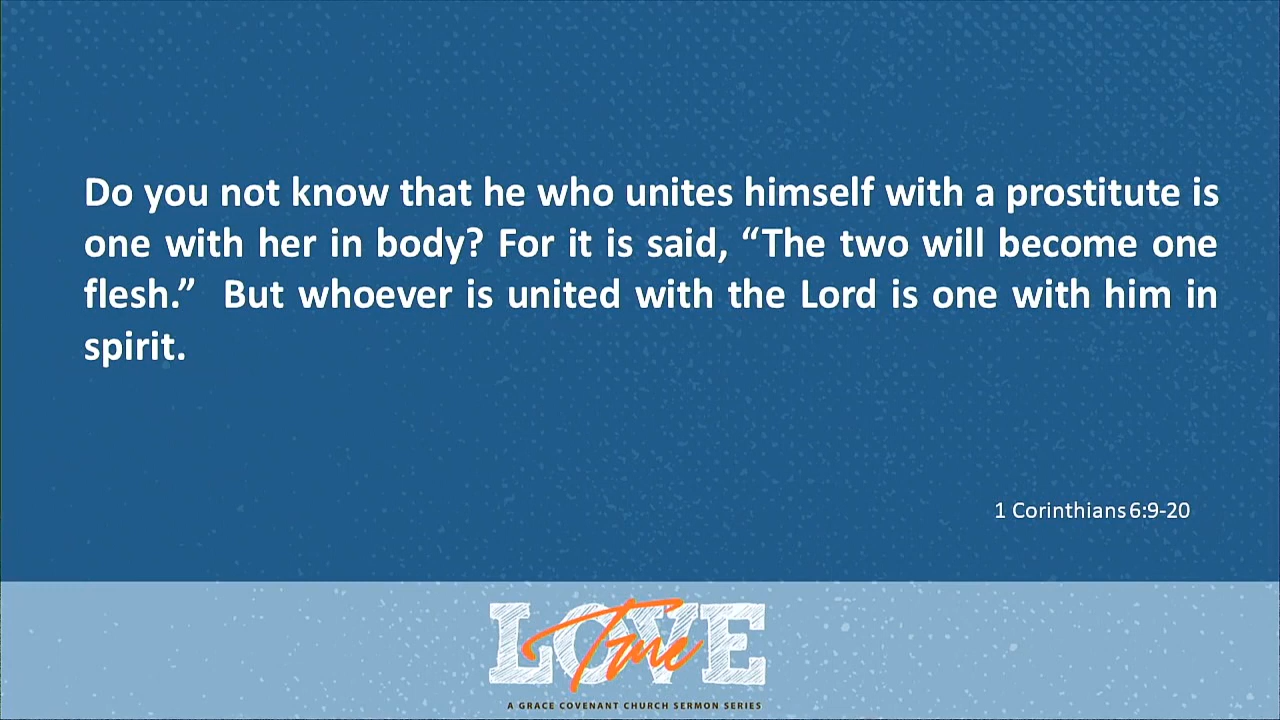 Do you not know that he who unites himself with a prostitute is
one with her in body? For it is said, “The two will become one
flesh.”  But whoever is united with the Lord is one with him in
spirit.
1 Corinthians 6:9-20
LOVE
True
A GRACE COVENANT CHURCH SERMON SERIES